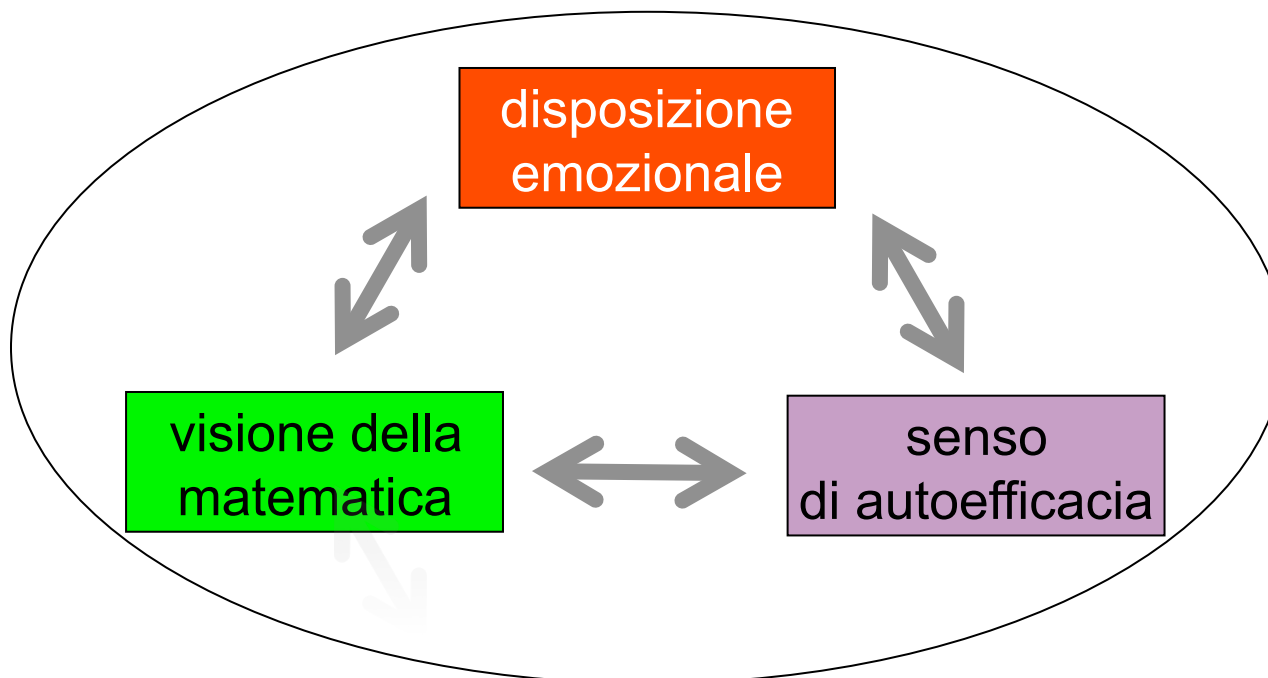 disposizione
emozionale
visione della
matematica
senso
di autoefficacia